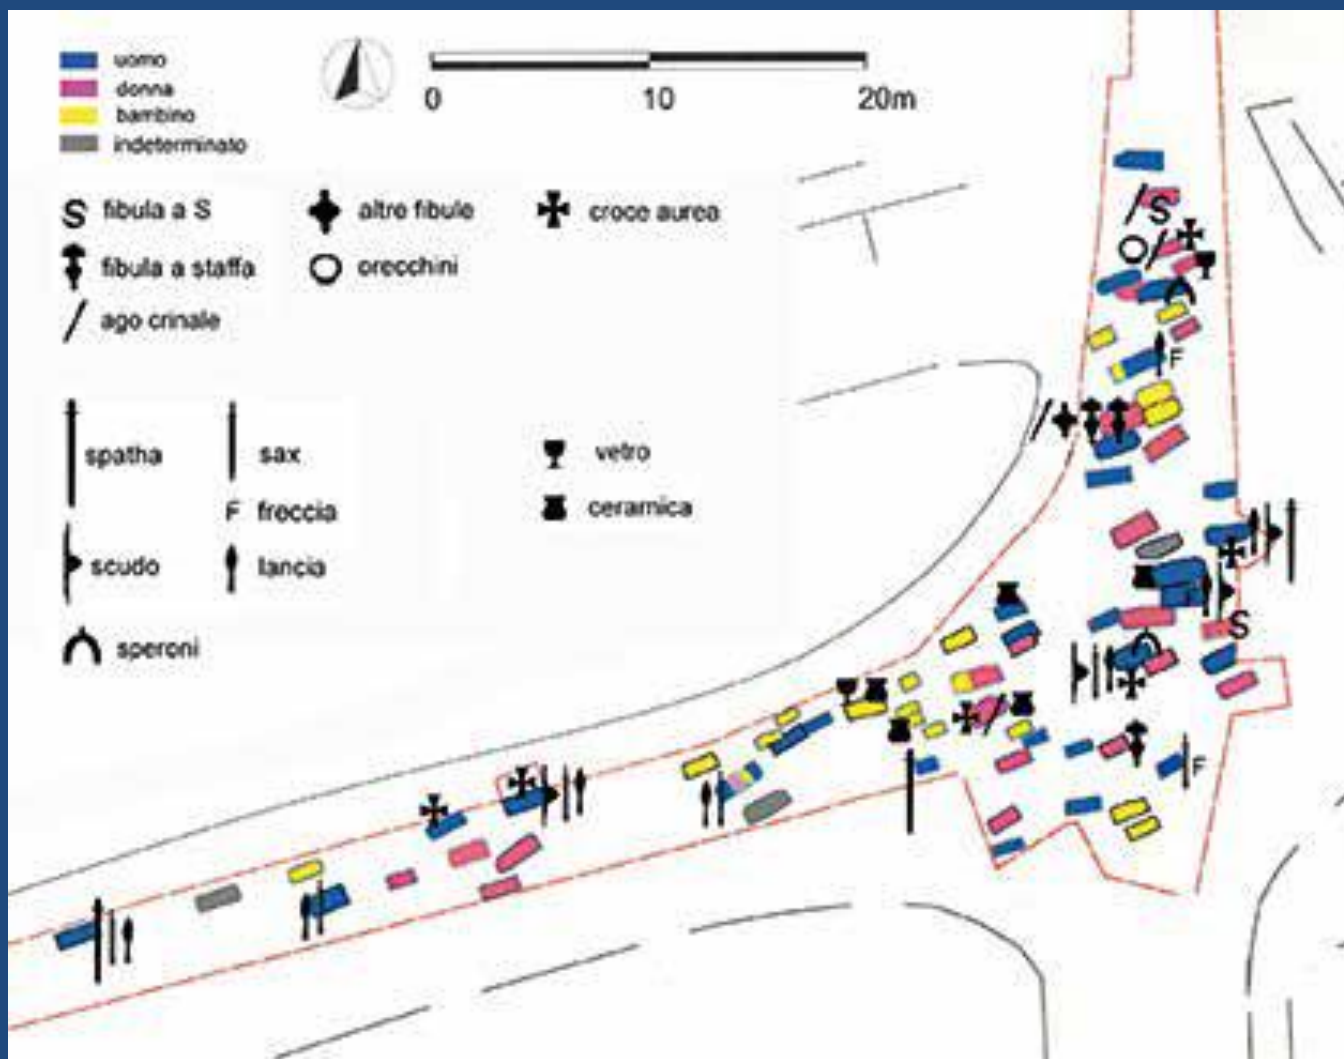 uomo
donna
bambino
indeterminato
0 10 20m
fibula a S
altre fibule
croce aurea
fibula a staffa
orecchini
ago crinale
spatha
sax
vetro
F freccia
ceramica
scudo
lancia
speroni
S
F
S
F